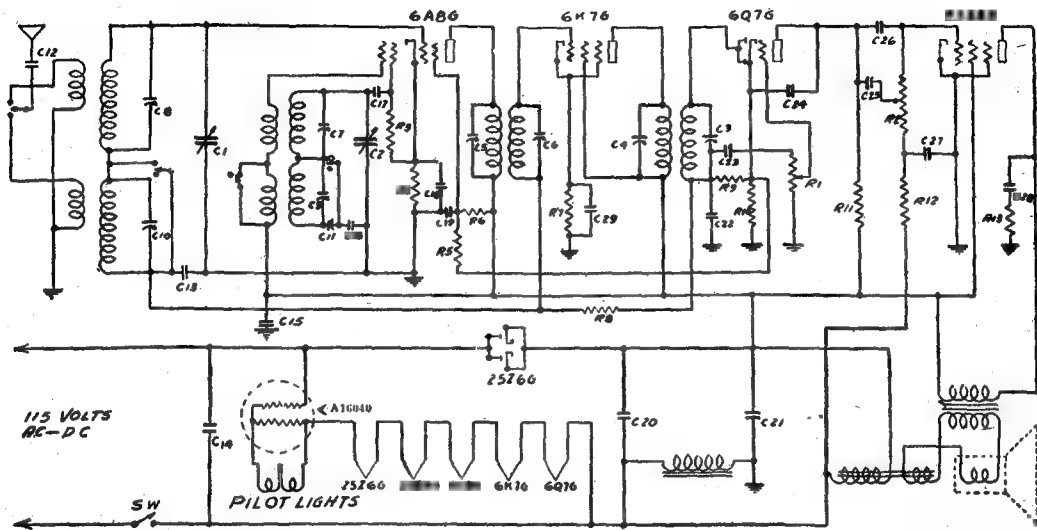 6A8G
6K7G
6Q7G
C12
C8
C1
C17
R3
C7
C2
C5
C6
C4
C3
C23
C24
C26
C25
C27
R1
R9
C9
C11
C10
C13
C19
R6
R5
R7
C29
C22
R11
R12
R13
C15
R8
25Z6G
115 VOLTS
AC-DC
C14
A16040
C20
C21
25Z6G
6K7G
6Q7G
PILOT LIGHTS
SW